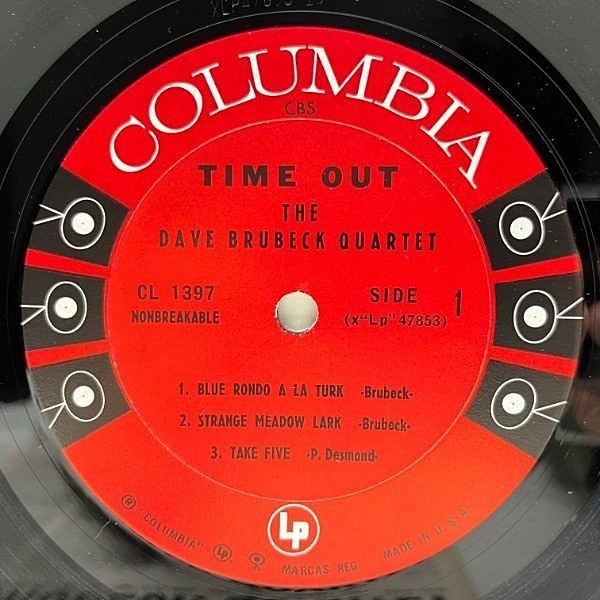 COLUMBIA
CBS
TIME OUT
THE
DAVE BRUBECK QUARTET
CL 1397
NONBREAKABLE
SIDE 1
(x"Lp" 47853)
1. BLUE RONDO A LA TURK -Brubeck-
2. STRANGE MEADOW LARK -Brubeck-
3. TAKE FIVE -P. Desmond-
Lp
® "COLUMBIA" Lp. MARCAS REG. MADE IN U. S. A.